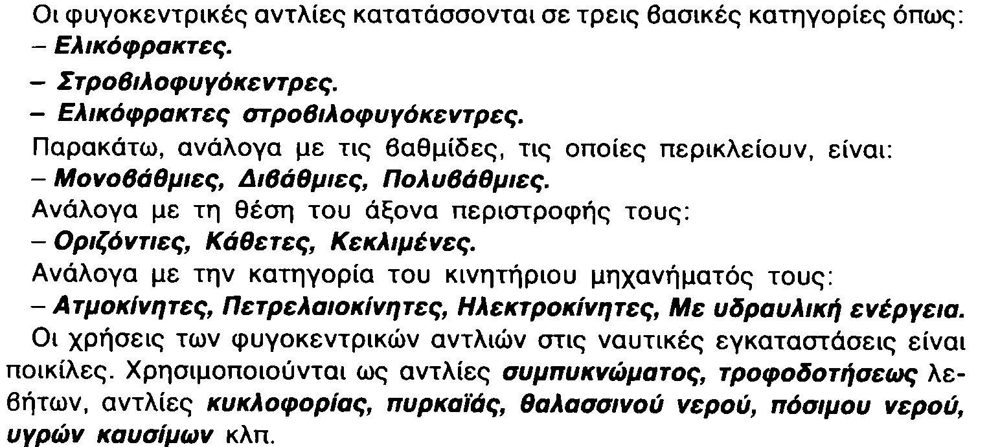 Οι φυγοκεντρικές αντλίες κατατάσσονται σε τρεις βασικές κατηγορίες όπως:
– Ελικόφρακτες.
– Στροβιλοφυγόκεντρες.
– Ελικόφρακτες στροβιλοφυγόκεντρες.
Παρακάτω, ανάλογα με τις βαθμίδες, τις οποίες περικλείουν, είναι:
– Μονοβάθμιες, Διβάθμιες, Πολυβάθμιες.
Ανάλογα με τη θέση του άξονα περιστροφής τους:
– Οριζόντιες, Κάθετες, Κεκλιμένες.
Ανάλογα με την κατηγορία του κινητήριου μηχανήματός τους:
– Ατμοκίνητες, Πετρελαιοκίνητες, Ηλεκτροκίνητες, Με υδραυλική ενέργεια.
Οι χρήσεις των φυγοκεντρικών αντλιών στις ναυτικές εγκαταστάσεις είναι
ποικίλες. Χρησιμοποιούνται ως αντλίες συμπυκνώματος, τροφοδοτήσεως λε-
βήτων, αντλίες κυκλοφορίας, πυρκαϊάς, θαλασσινού νερού, πόσιμου νερού,
υγρών καυσίμων κλπ.